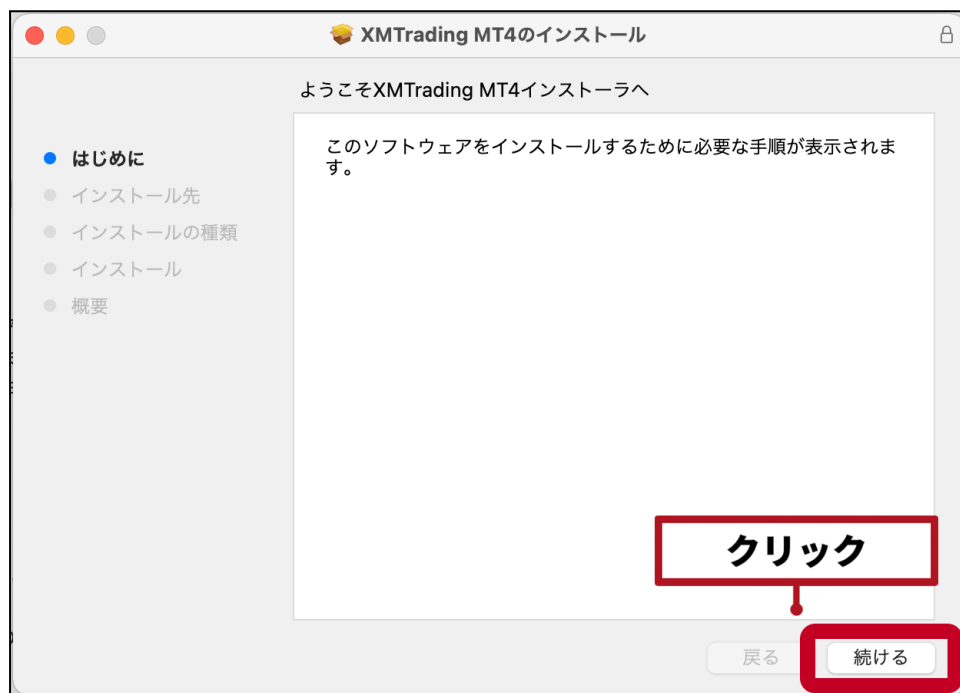 XMTrading MT4のインストール
ようこそXMTrading MT4インストーラへ
はじめに
インストール先
インストールの種類
インストール
概要
このソフトウェアをインストールするために必要な手順が表示されま
す。
クリック
戻る
続ける